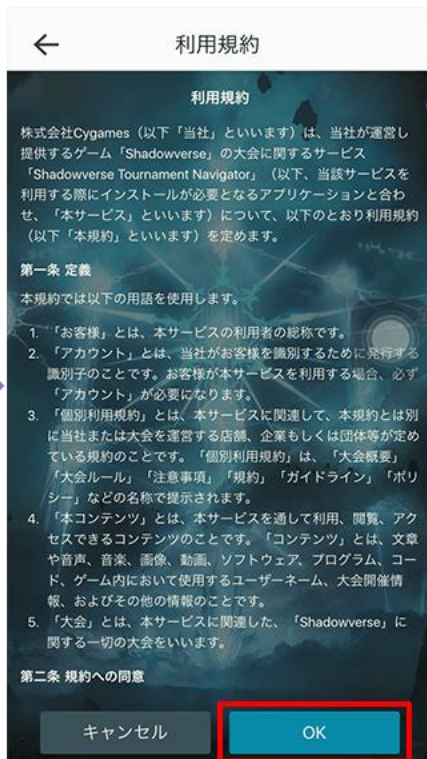 利用規約
利用規約
株式会社Cygames（以下「当社」といいます）は、当社が運営し
提供するゲーム「Shadowverse」の大会に関するサービス
「Shadowverse Tournament Navigator」（以下、当該サービスを
利用する際にインストールが必要となるアプリケーションと合わ
せ、「本サービス」といいます）について、以下のとおり利用規約
（以下「本規約」といいます）を定めます。
第一条 定義
本規約では以下の用語を使用します。
1. 「お客様」とは、本サービスの利用者の総称です。
2. 「アカウント」とは、当社がお客様を識別するために発行する
識別子のことです。お客様が本サービスを利用する場合、必ず
「アカウント」が必要になります。
3. 「個別利用規約」とは、本サービスに関連して、本規約とは別
に当社または大会を運営する店舗、企業もしくは団体等が定め
ている規約のことです。「個別利用規約」は、「大会概要」
「大会ルール」「注意事項」「規約」「ガイドライン」「ポリ
シー」などの名称で提示されます。
4. 「本コンテンツ」とは、本サービスを通して利用、閲覧、アク
セスできるコンテンツのことです。「コンテンツ」とは、文章
や音声、音楽、画像、動画、ソフトウェア、プログラム、コー
ド、ゲーム内において使用するユーザーネーム、大会開催情
報、およびその他の情報のことです。
5. 「大会」とは、本サービスに関連した、「Shadowverse」に
関する一切の大会をいいます。
第二条 規約への同意
キャンセル
OK